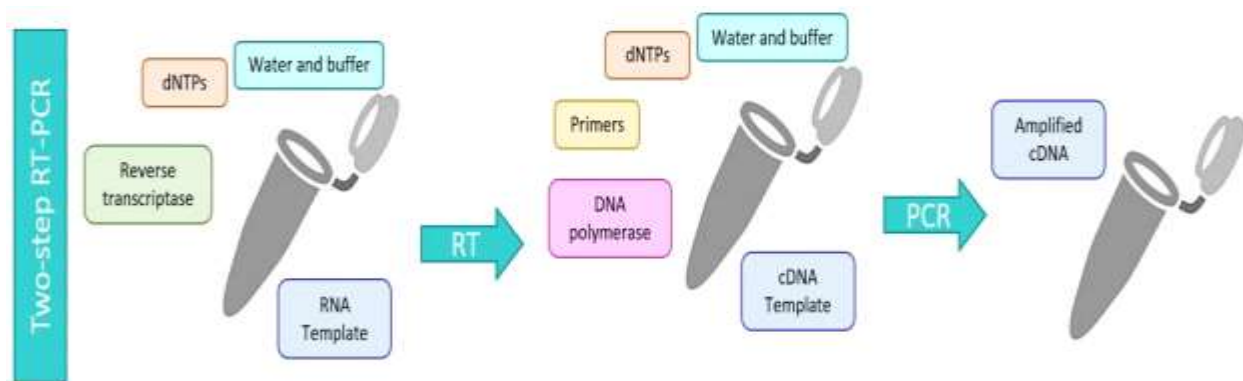 Two-step RT-PCR
dNTPs
Water and buffer
Reverse
transcriptase
RNA
Template
RT
dNTPs
Water and buffer
Primers
DNA
polymerase
cDNA
Template
PCR
Amplified
cDNA